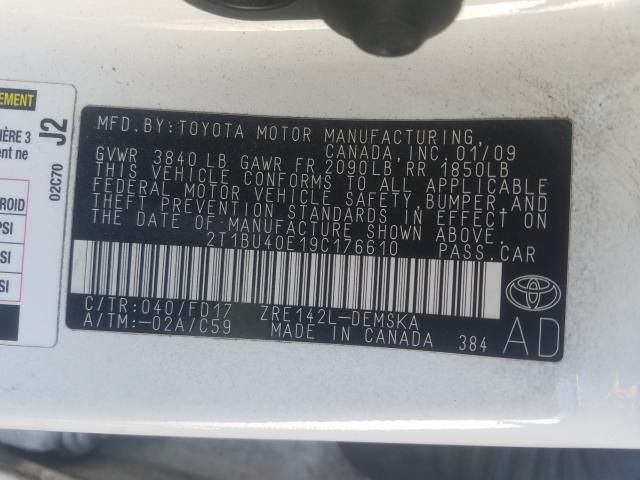 EMENT
IÈRE 3
ent ne
J2
02C70
ROID
PSI
SI
SI
MFD. BY: TOYOTA MOTOR MANUFACTURING,
CANADA, INC. 01/09
GVWR 3840 LB GAWR FR 2090LB RR 1850LB
THIS VEHICLE CONFORMS TO ALL APPLICABLE
FEDERAL MOTOR VEHICLE SAFETY, BUMPER, AND
THEFT PREVENTION STANDARDS IN EFFECT ON
THE DATE OF MANUFACTURE SHOWN ABOVE.
2T1BU40E19C176610 PASS. CAR
C/TR: 040/FD17 ZRE142L-DEMSKA
A/TM: -02A/C59 MADE IN CANADA 384
TOYOTA
AD